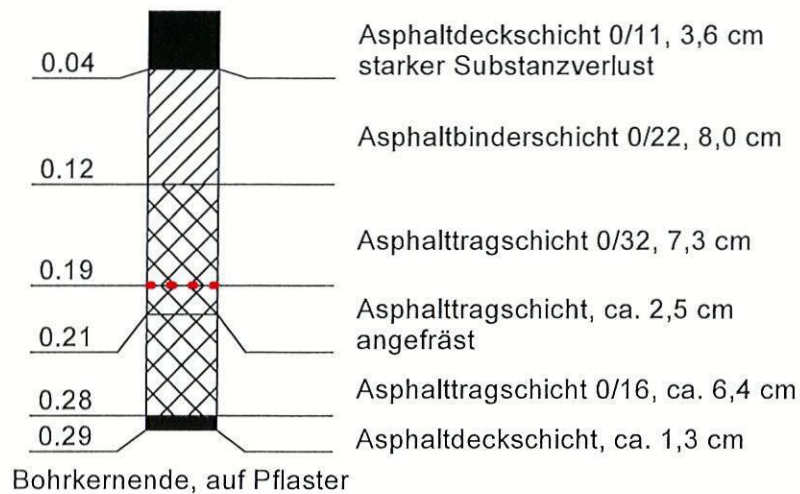 Asphaltdeckschicht 0/11, 3,6 cm
starker Substanzverlust
0.04
Asphaltbinderschicht 0/22, 8,0 cm
0.12
Asphalttragschicht 0/32, 7,3 cm
0.19
Asphalttragschicht, ca. 2,5 cm
angefräst
0.21
Asphalttragschicht 0/16, ca. 6,4 cm
0.28
0.29
Asphaltdeckschicht, ca. 1,3 cm
Bohrkernende, auf Pflaster